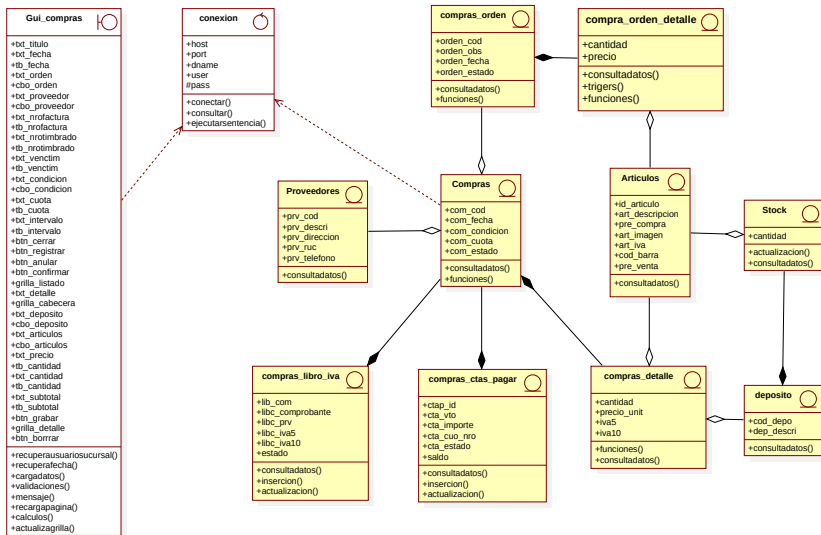 Gui_compras
+txt_titulo
+txt_fecha
+tb_fecha
+txt_orden
+cbo_orden
+txt_proveedor
+cbo_proveedor
+txt_nrofactura
+tb_nrofactura
+txt_nrotimbrado
+tb_nrotimbrado
+txt_venctim
+tb_venctim
+txt_condicion
+cbo_condicion
+txt_cuota
+tb_cuota
+txt_intervalo
+tb_intervalo
+btn_cerrar
+btn_registrar
+btn_anular
+btn_confirmar
+grilla_listado
+txt_detalle
+grilla_cabecera
+txt_deposito
+cbo_deposito
+txt_articulos
+cbo_articulos
+txt_precio
+tb_cantidad
+txt_cantidad
+tb_cantidad
+txt_subtotal
+tb_subtotal
+btn_grabar
+grilla_detalle
+btn_borrrar
+recuperausuariosucursal()
+recuperafecha()
+cargadatos()
+validaciones()
+mensaje()
+recargapagina()
+calculos()
+actualizagrilla()
conexion
+host
+port
+dname
+user
#pass
+conectar()
+consultar()
+ejecutarsentencia()
compras_orden
+orden_cod
+orden_obs
+orden_fecha
+orden_estado
+consultadatos()
+funciones()
compra_orden_detalle
+cantidad
+precio
+consultadatos()
+trigers()
+funciones()
Proveedores
+prv_cod
+prv_descri
+prv_direccion
+prv_ruc
+prv_telefono
+consultadatos()
Compras
+com_cod
+com_fecha
+com_condicion
+com_cuota
+com_estado
+consultadatos()
+funciones()
Articulos
+id_articulo
+art_descripcion
+pre_compra
+art_imagen
+art_iva
+cod_barra
+pre_venta
+consultadatos()
Stock
+cantidad
+actualizacion()
+consultadatos()
compras_libro_iva
+lib_com
+libc_comprobante
+libc_prv
+libc_iva5
+libc_iva10
+estado
+consultadatos()
+insercion()
+actualizacion()
compras_ctas_pagar
+ctap_id
+cta_vto
+cta_importe
+cta_cuo_nro
+cta_estado
+saldo
+consultadatos()
+insercion()
+actualizacion()
compras_detalle
+cantidad
+precio_unit
+iva5
+iva10
+funciones()
+consultadatos()
deposito
+cod_depo
+dep_descri
+consultadatos()